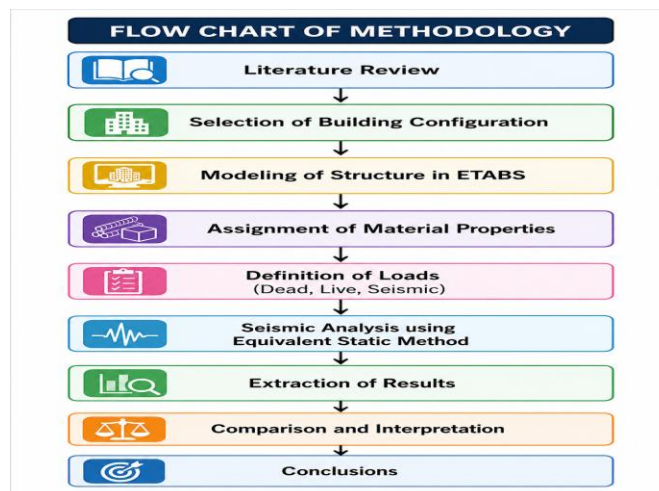 FLOW CHART OF METHODOLOGY
Literature Review
Selection of Building Configuration
Modeling of Structure in ETABS
Assignment of Material Properties
Definition of Loads
(Dead, Live, Seismic)
Seismic Analysis using
Equivalent Static Method
Extraction of Results
Comparison and Interpretation
Conclusions